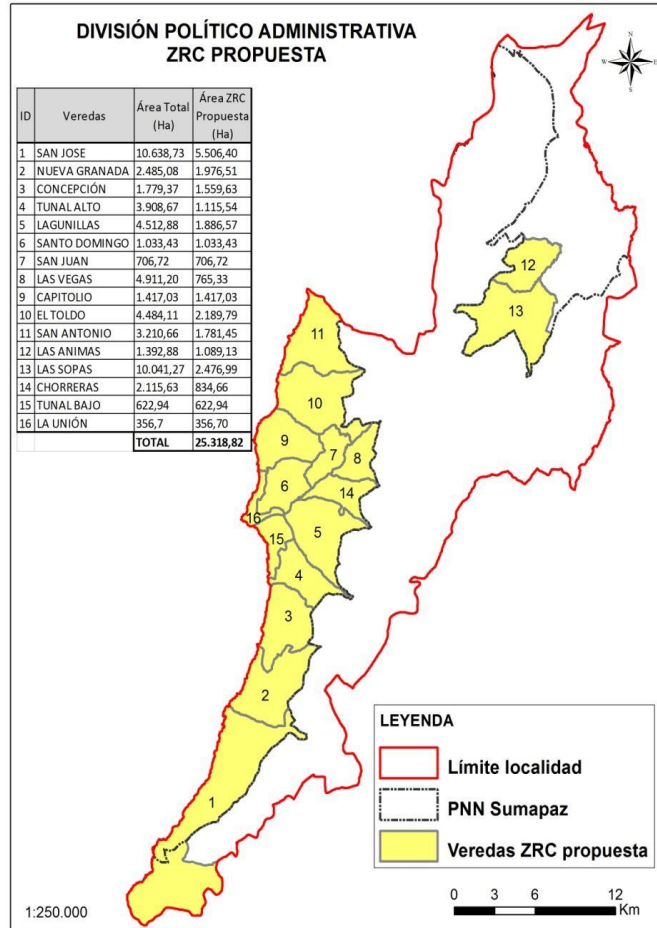 DIVISIÓN POLÍTICO ADMINISTRATIVA
ZRC PROPUESTA
N
W
E
S
ID Veredas Área Total (Ha) Área ZRC Propuesta (Ha)
1 SAN JOSE 10.638,73 5.506,40
2 NUEVA GRANADA 2.485,08 1.976,51
3 CONCEPCIÓN 1.779,37 1.559,63
4 TUNAL ALTO 3.908,67 1.115,54
5 LAGUNILLAS 4.512,88 1.886,57
6 SANTO DOMINGO 1.033,43 1.033,43
7 SAN JUAN 706,72 706,72
8 LAS VEGAS 4.911,20 765,33
9 CAPITOLIO 1.417,03 1.417,03
10 EL TOLDO 4.484,11 2.189,79
11 SAN ANTONIO 3.210,66 1.781,45
12 LAS ANIMAS 1.392,88 1.089,13
13 LAS SOPAS 10.041,27 2.476,99
14 CHORRERAS 2.115,63 834,66
15 TUNAL BAJO 622,94 622,94
16 LA UNIÓN 356,7 356,70
TOTAL 25.318,82
12
13
11
10
9
7
8
6
14
16
15
5
4
3
2
1
LEYENDA
Límite localidad
PNN Sumapaz
Veredas ZRC propuesta
0 3 6 12
Km
1:250.000